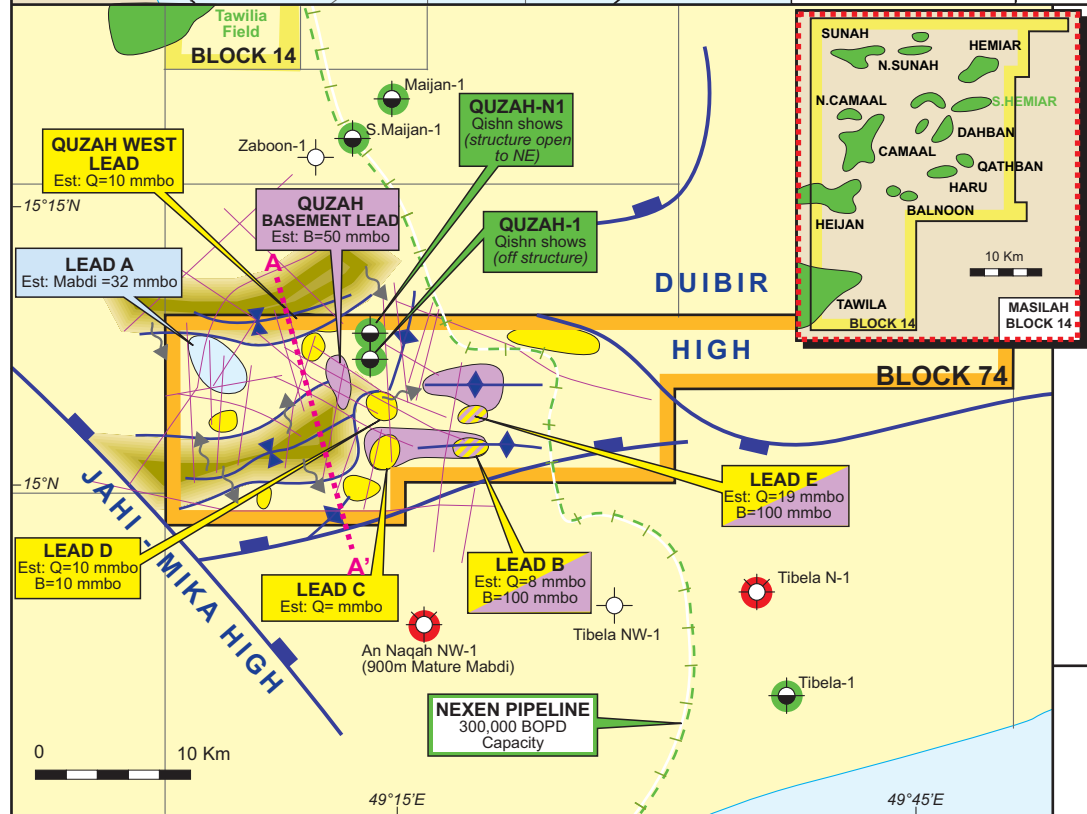 Tawilia
Field
BLOCK 14
Maijan-1
S.Maijan-1
Zaboon-1
QUZAH-N1
Qishn shows
(structure open
to NE)
QUZAH WEST
LEAD
Est: Q=10 mmbo
15°15'N
QUZAH
BASEMENT LEAD
Est: B=50 mmbo
QUZAH-1
Qishn shows
(off structure)
LEAD A
Est: Mabdi =32 mmbo
A
DUIBIR
HIGH
BLOCK 74
15°N
JAHI - MIKA HIGH
LEAD E
Est: Q=19 mmbo
B=100 mmbo
LEAD D
Est: Q=10 mmbo
B=10 mmbo
A'
LEAD C
Est: Q= mmbo
LEAD B
Est: Q=8 mmbo
B=100 mmbo
Tibela N-1
Tibela NW-1
An Naqah NW-1
(900m Mature Mabdi)
Tibela-1
NEXEN PIPELINE
300,000 BOPD
Capacity
0 10 Km
49°15'E
49°45'E
SUNAH
HEMIAR
N.SUNAH
N.CAMAAL
S.HEMIAR
DAHBAN
CAMAAL
QATHBAN
HARU
BALNOON
HEIJAN
10 Km
TAWILA
BLOCK 14
MASILAH
BLOCK 14